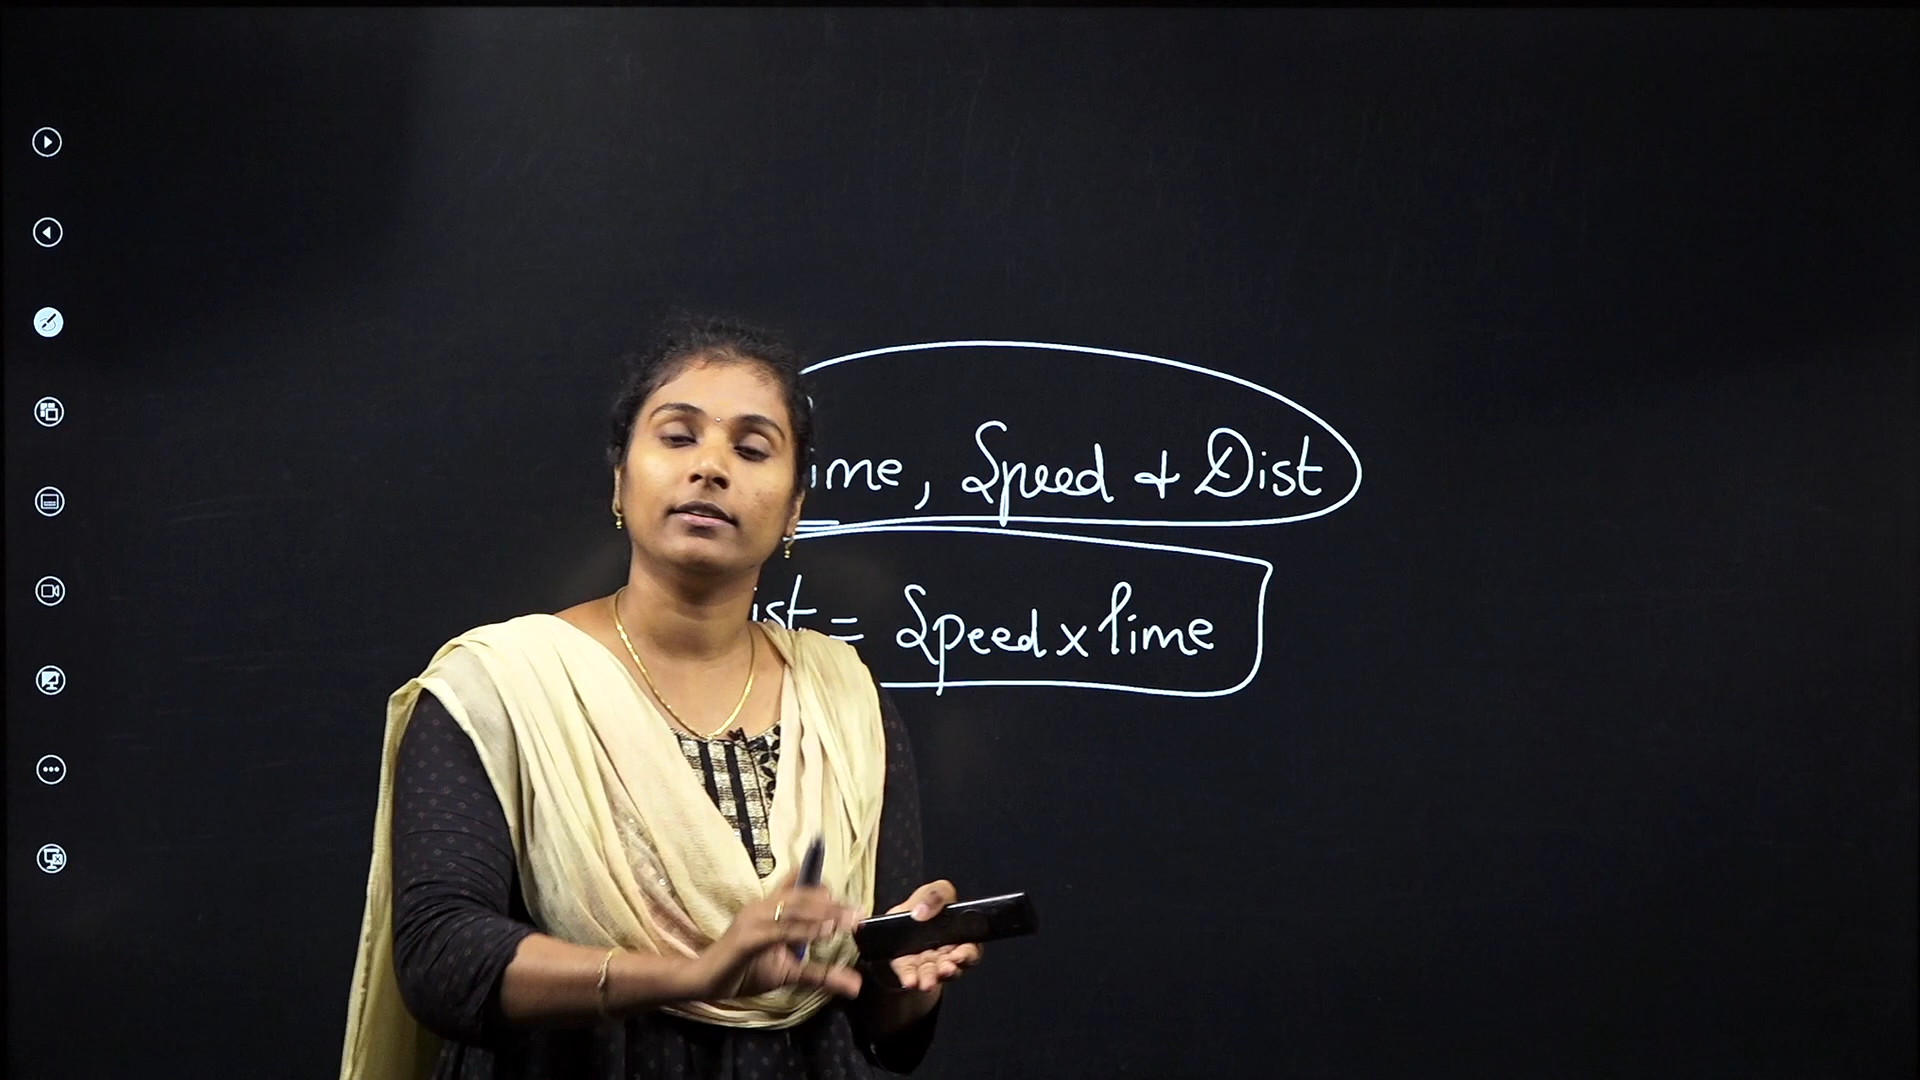 ime, Speed & Dist
ist = Speed x Time